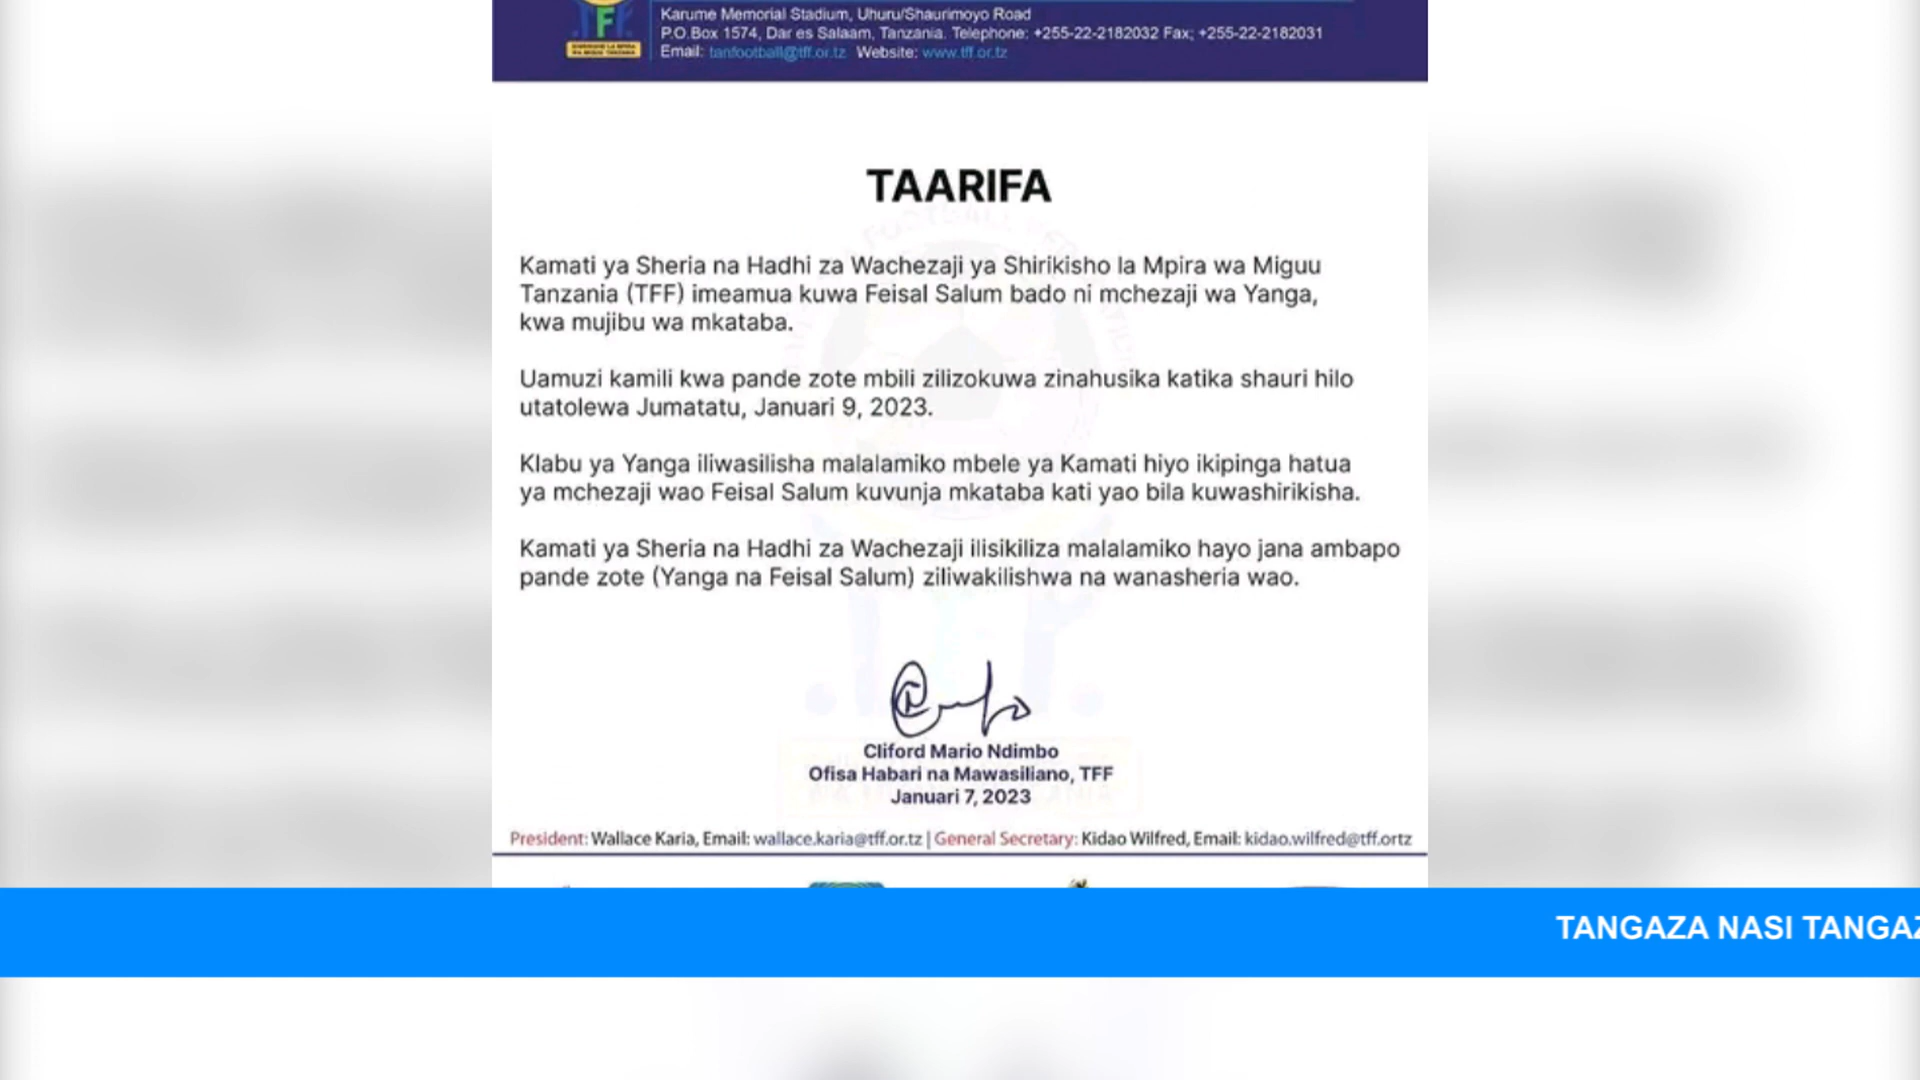 Karume Memorial Stadium, Uhuru/Shaurimoyo Road
P.O.Box 1574, Dar es Salaam, Tanzania. Telephone: +255-22-2182032 Fax; +255-22-2182031
Email: tanfootball@tff.or.tz Website: www.tff.or.tz
TAARIFA
Kamati ya Sheria na Hadhi za Wachezaji ya Shirikisho la Mpira wa Miguu
Tanzania (TFF) imeamua kuwa Feisal Salum bado ni mchezaji wa Yanga,
kwa mujibu wa mkataba.
Uamuzi kamili kwa pande zote mbili zilizokuwa zinahusika katika shauri hilo
utatolewa Jumatatu, Januari 9, 2023.
Klabu ya Yanga iliwasilisha malalamiko mbele ya Kamati hiyo ikipinga hatua
ya mchezaji wao Feisal Salum kuvunja mkataba kati yao bila kuwashirikisha.
Kamati ya Sheria na Hadhi za Wachezaji ilisikiliza malalamiko hayo jana ambapo
pande zote (Yanga na Feisal Salum) ziliwakilishwa na wanasheria wao.
Cliford Mario Ndimbo
Ofisa Habari na Mawasiliano, TFF
Januari 7, 2023
President: Wallace Karia, Email: wallace.karia@tff.or.tz | General Secretary: Kidao Wilfred, Email: kidao.wilfred@tff.ortz
TANGAZA NASI TANGAZ